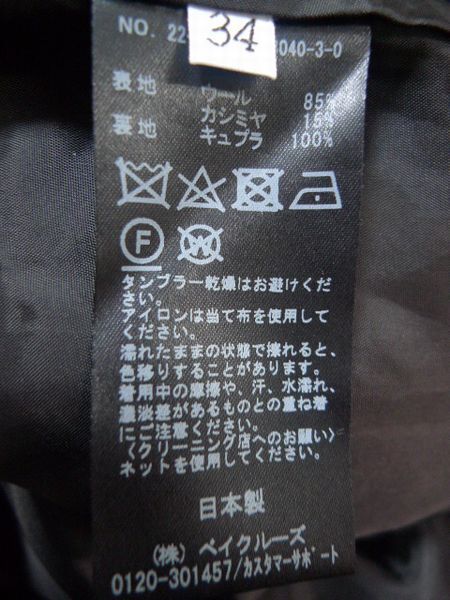 NO. 22 040-3-0
34
表地 ウール 85%
カシミヤ 15%
裏地 キュプラ 100%
F W
タンブラー乾燥はお避けくだ
さい。
アイロンは当て布を使用して
ください。
濡れたままの状態で擦れると、
色移りすることがあります。
着用中の摩擦や、汗、水濡れ、
濃淡差があるものとの重ね着
にご注意ください。
〈クリーニング店へのお願い〉
ネットを使用してください。
日本製
(株) ベイクルーズ
0120-301457/カスタマーサポート